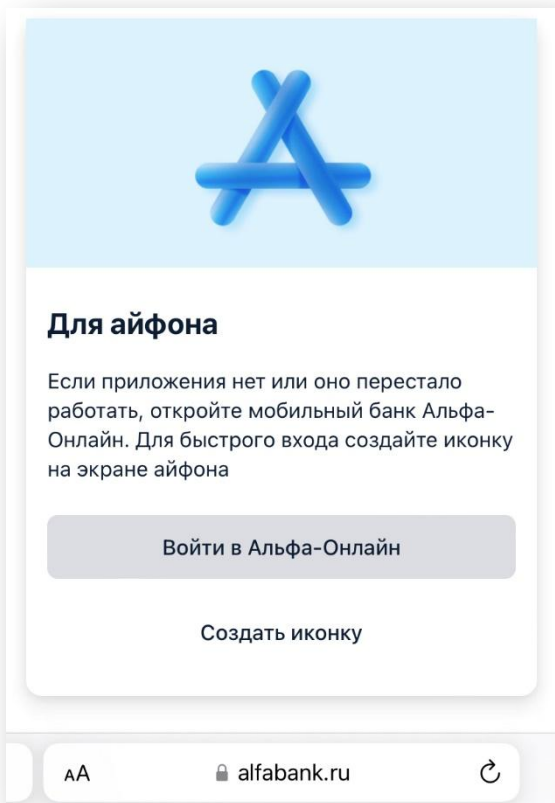 Для айфона
Если приложения нет или оно перестало
работать, откройте мобильный банк Альфа-
Онлайн. Для быстрого входа создайте иконку
на экране айфона
Войти в Альфа-Онлайн
Создать иконку
AA alfabank.ru